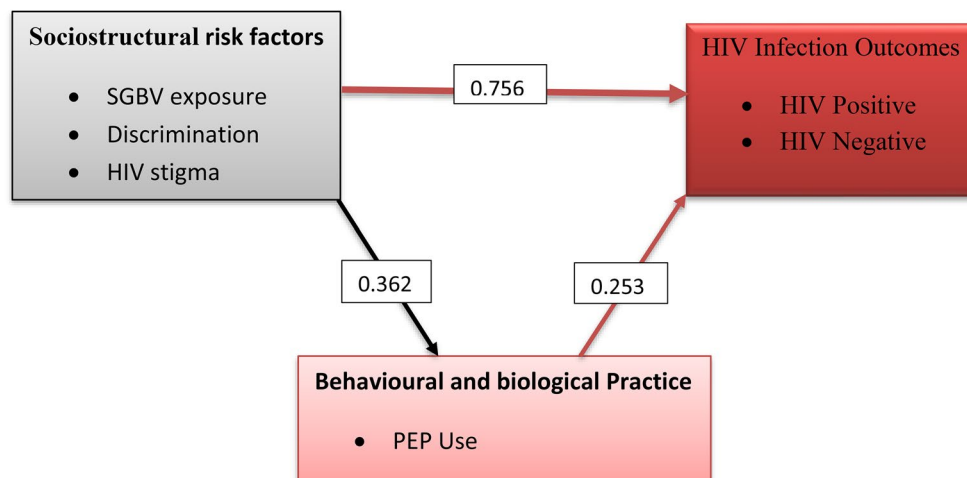 Sociostructural risk factors
• SGBV exposure
• Discrimination
• HIV stigma
0.756
HIV Infection Outcomes
• HIV Positive
• HIV Negative
0.362
0.253
Behavioural and biological Practice
• PEP Use